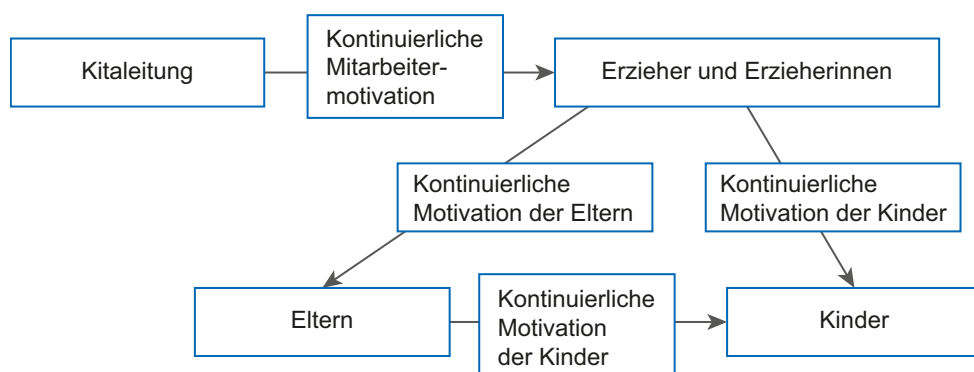 Kitaleitung
Kontinuierliche
Mitarbeiter-
motivation
Erzieher und Erzieherinnen
Kontinuierliche
Motivation der Eltern
Kontinuierliche
Motivation der Kinder
Eltern
Kontinuierliche
Motivation
der Kinder
Kinder